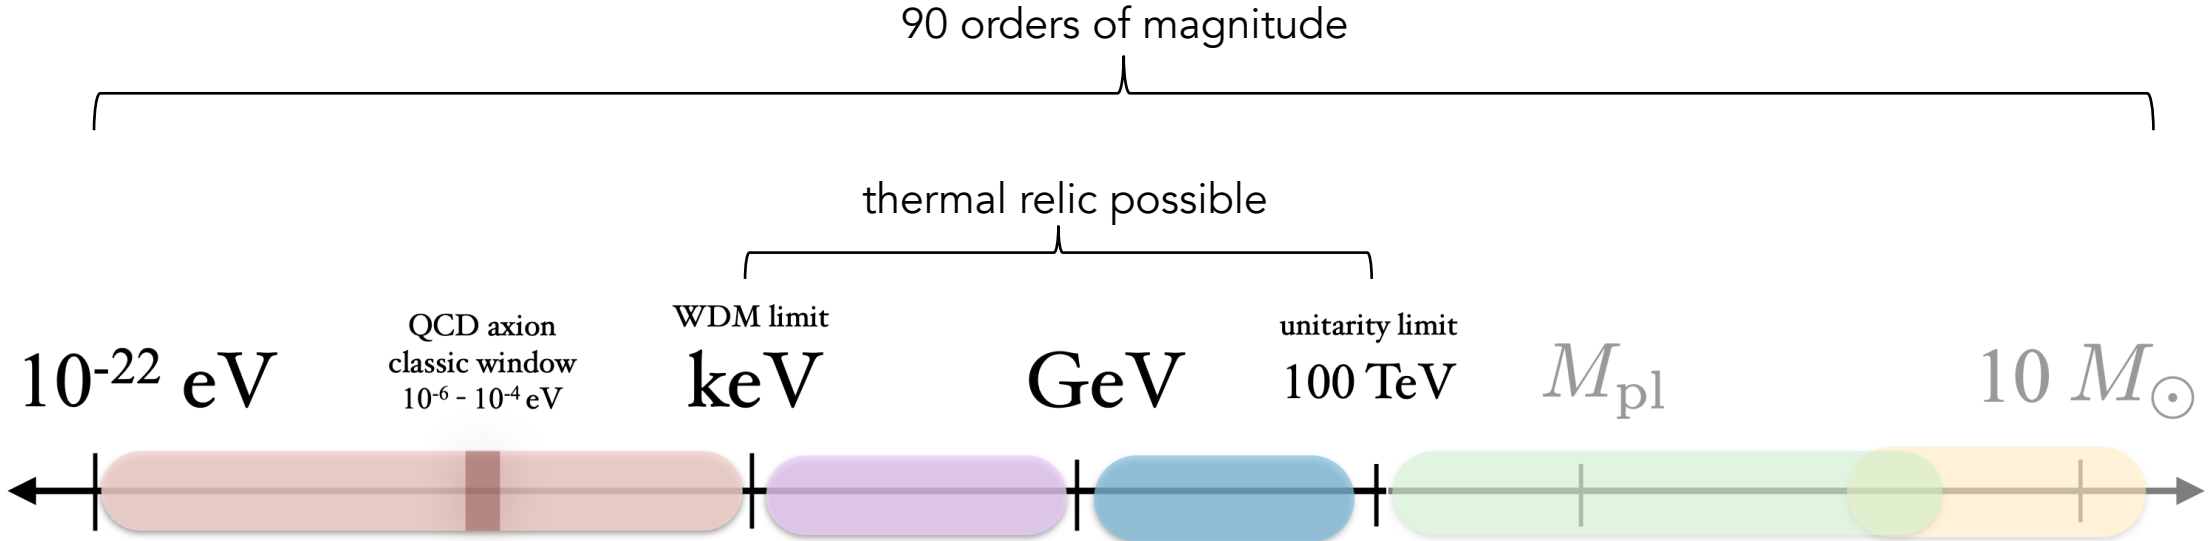 90 orders of magnitude
thermal relic possible
QCD axion
classic window
10⁻⁶ - 10⁻⁴ eV
WDM limit
unitarity limit
10⁻²² eV
keV
GeV
100 TeV
Mₚₗ
10 M☉